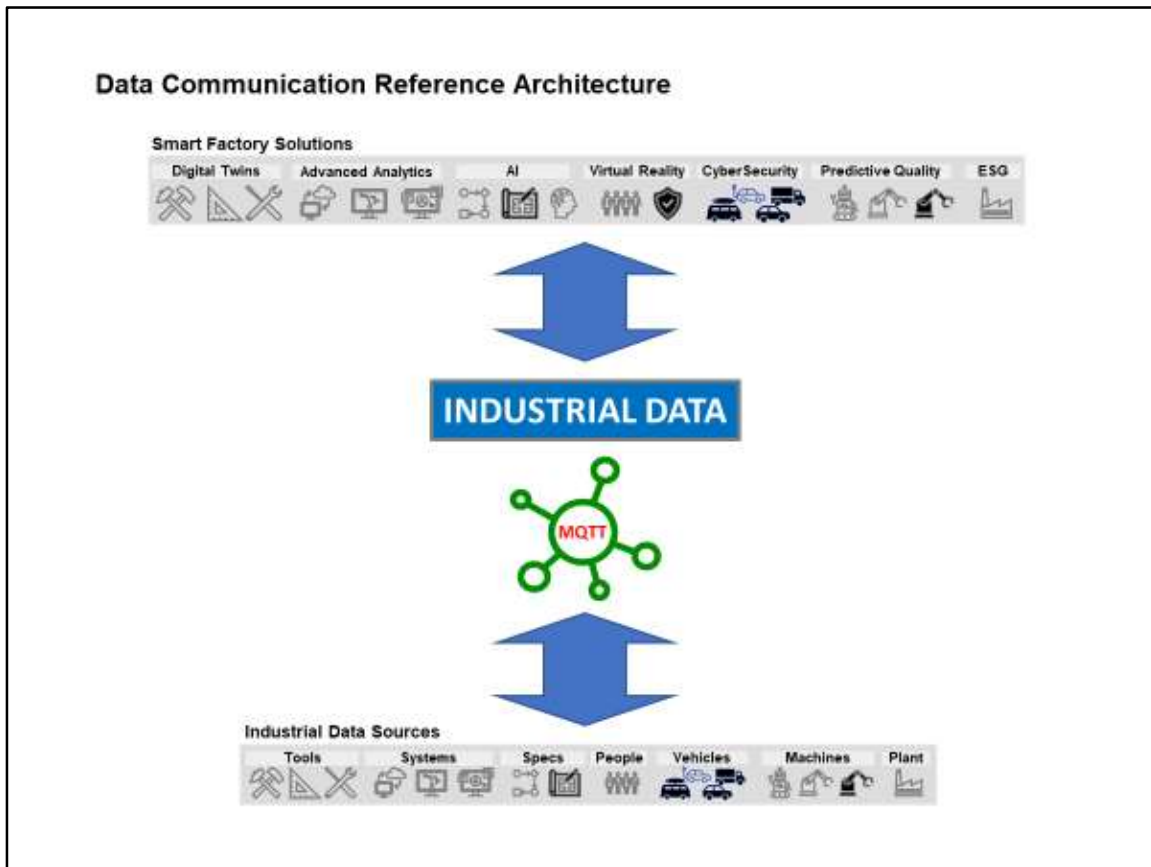 Data Communication Reference Architecture
Smart Factory Solutions
Digital Twins Advanced Analytics AI Virtual Reality CyberSecurity Predictive Quality ESG
INDUSTRIAL DATA
MQTT
Industrial Data Sources
Tools Systems Specs People Vehicles Machines Plant